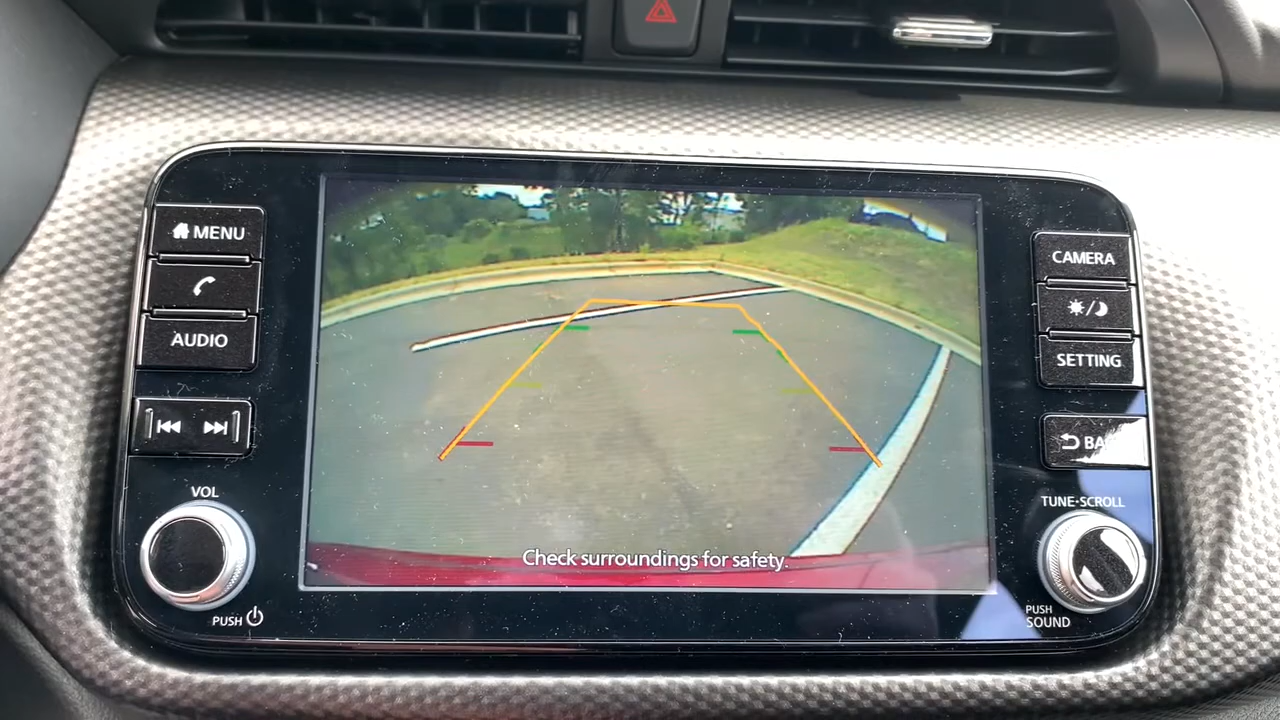 MENU
AUDIO
VOL
PUSH
CAMERA
SETTING
TUNE•SCROLL
PUSH
SOUND
Check surroundings for safety.